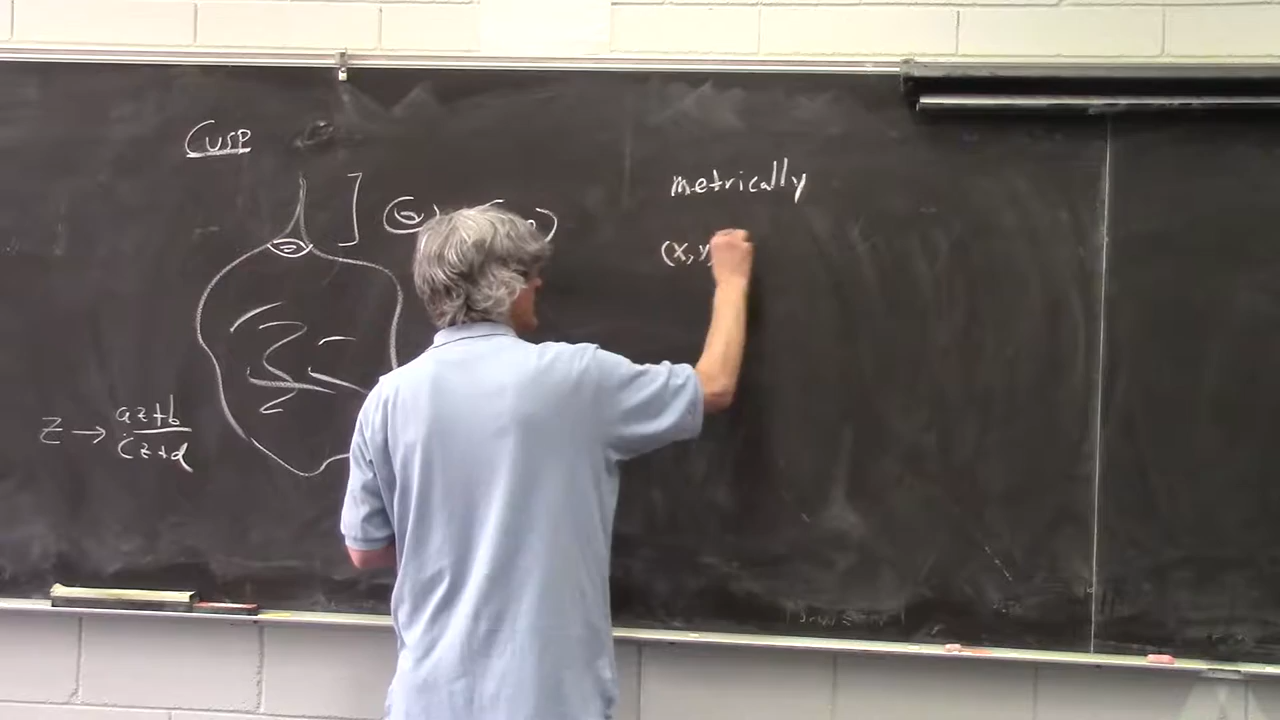 Cusp
metrically
(x, y
z → az+b
cz+d